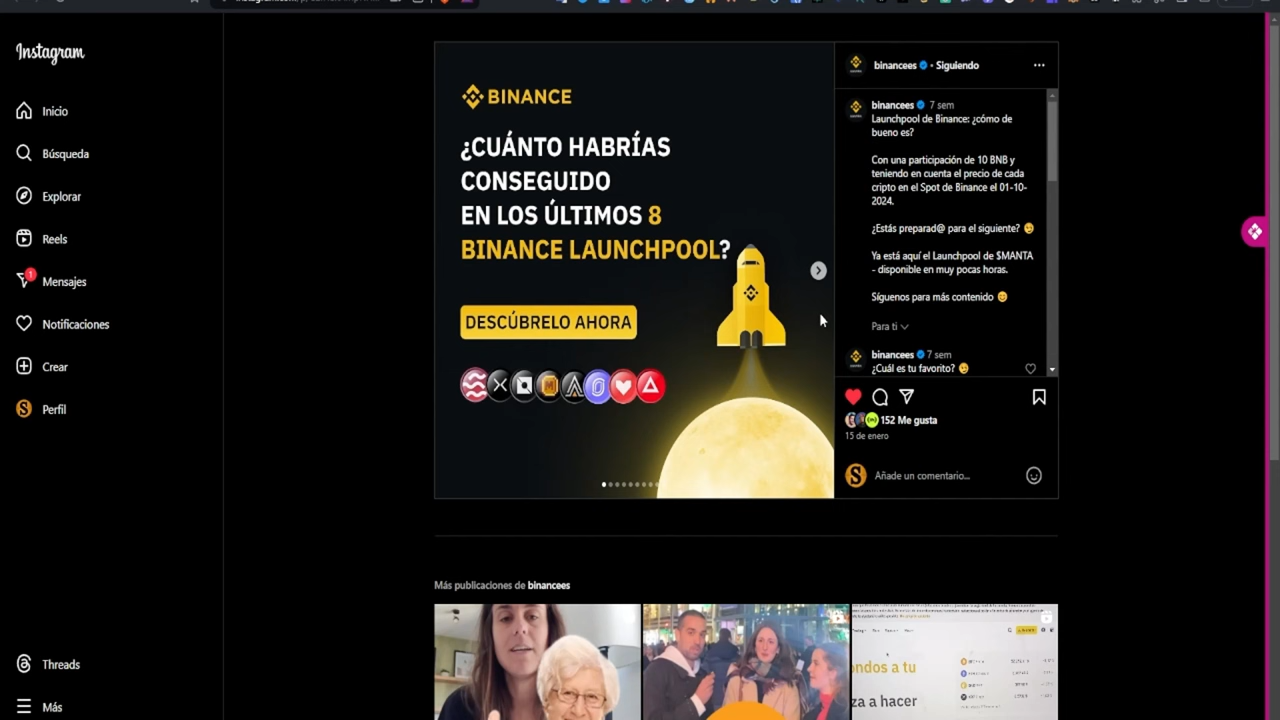 Instagram
Inicio
Búsqueda
Explorar
Reels
1
Mensajes
Notificaciones
Crear
Perfil
Threads
Más
BINANCE
¿CUÁNTO HABRÍAS
CONSEGUIDO
EN LOS ÚLTIMOS 8
BINANCE LAUNCHPOOL?
DESCÚBRELO AHORA
binancees • Siguiendo
binancees 7 sem
Launchpool de Binance: ¿cómo de
bueno es?
Con una participación de 10 BNB y
teniendo en cuenta el precio de cada
cripto en el Spot de Binance el 01-10-
2024.
¿Estás preparad@ para el siguiente? 😉
Ya está aquí el Launchpool de $MANTA
- disponible en muy pocas horas.
Síguenos para más contenido 😊
Para ti
binancees 7 sem
¿Cuál es tu favorito? 😉
152 Me gusta
15 de enero
Añade un comentario...
Más publicaciones de binancees
ondos a tu
za a hacer